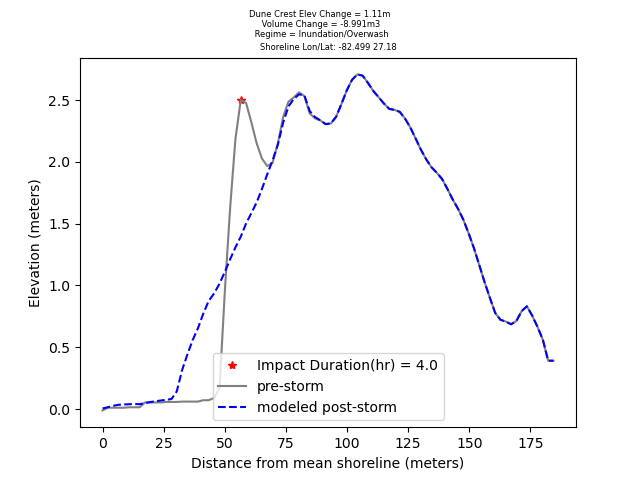 Dune Crest Elev Change = 1.11m
Volume Change = -8.991m3
Regime = Inundation/Overwash
Shoreline Lon/Lat: -82.499 27.18
Elevation (meters)
2.5
2.0
1.5
1.0
0.5
0.0
Impact Duration(hr) = 4.0
pre-storm
modeled post-storm
0 25 50 75 100 125 150 175
Distance from mean shoreline (meters)